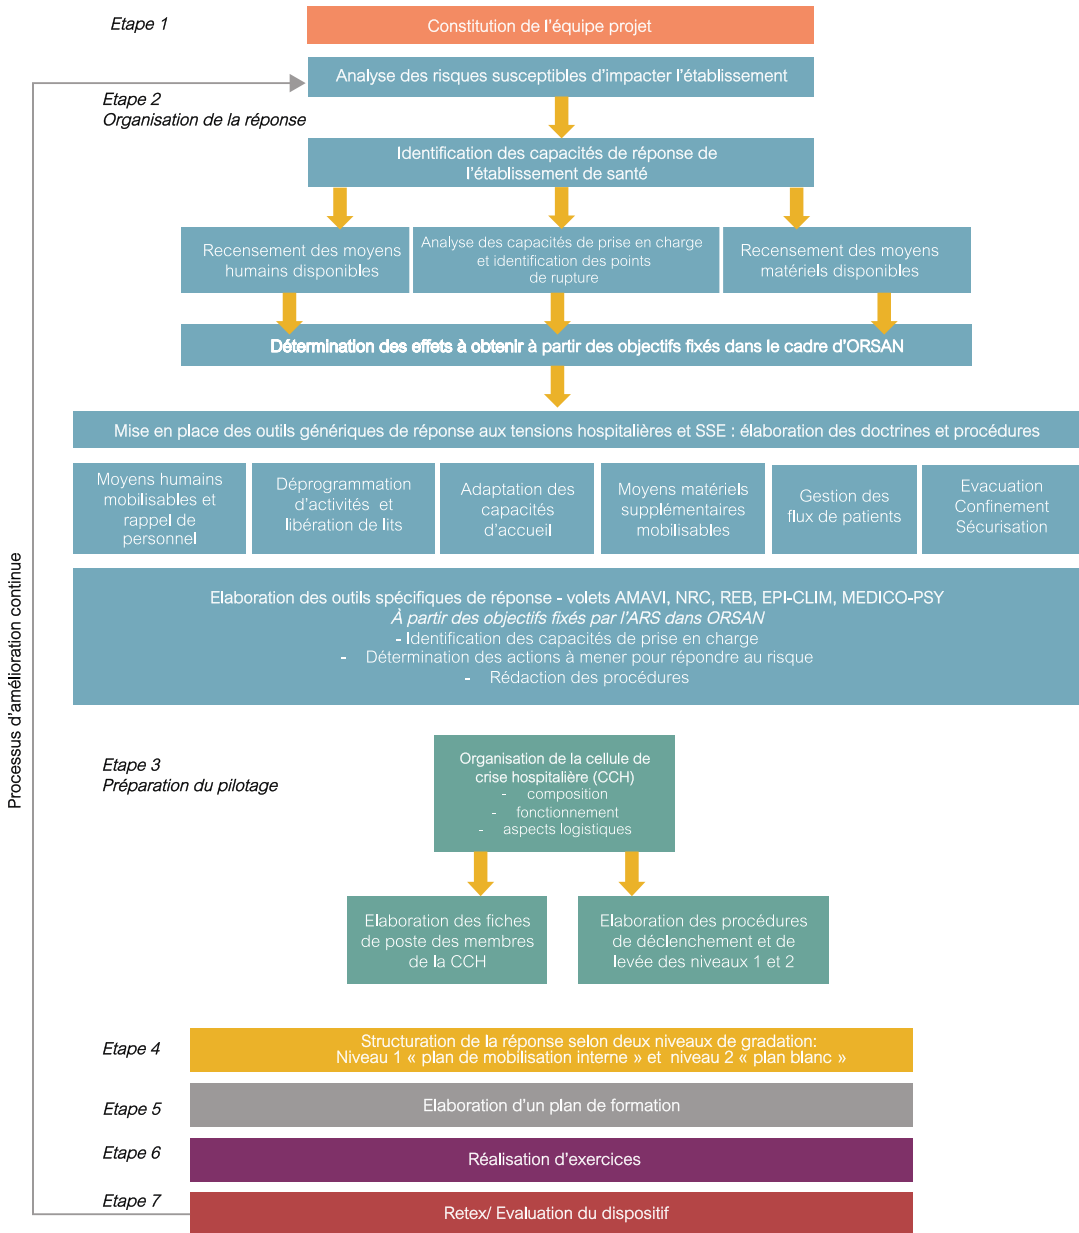 Etape 1
Constitution de l'équipe projet
Analyse des risques susceptibles d'impacter l'établissement
Etape 2
Organisation de la réponse
Identification des capacités de réponse de
l'établissement de santé
Recensement des moyens
humains disponibles
Analyse des capacités de prise en charge
et identification des points
de rupture
Recensement des moyens
matériels disponibles
Détermination des effets à obtenir à partir des objectifs fixés dans le cadre d'ORSAN
Mise en place des outils génériques de réponse aux tensions hospitalières et SSE : élaboration des doctrines et procédures
Moyens humains
mobilisables et
rappel de
personnel
Déprogrammation
d'activités et
libération de lits
Adaptation des
capacités
d'accueil
Moyens matériels
supplémentaires
mobilisables
Gestion des
flux de patients
Evacuation
Confinement
Sécurisation
Elaboration des outils spécifiques de réponse - volets AMAVI, NRC, REB, EPI-CLIM, MEDICO-PSY
À partir des objectifs fixés par l'ARS dans ORSAN
- Identification des capacités de prise en charge
- Détermination des actions à mener pour répondre au risque
- Rédaction des procédures
Processus d'amélioration continue
Etape 3
Préparation du pilotage
Organisation de la cellule de
crise hospitalière (CCH)
- composition
- fonctionnement
- aspects logistiques
Elaboration des fiches
de poste des membres
de la CCH
Elaboration des procédures
de déclenchement et de
levée des niveaux 1 et 2
Etape 4
Structuration de la réponse selon deux niveaux de gradation:
Niveau 1 « plan de mobilisation interne » et niveau 2 « plan blanc »
Etape 5
Elaboration d'un plan de formation
Etape 6
Réalisation d'exercices
Etape 7
Retex/ Evaluation du dispositif